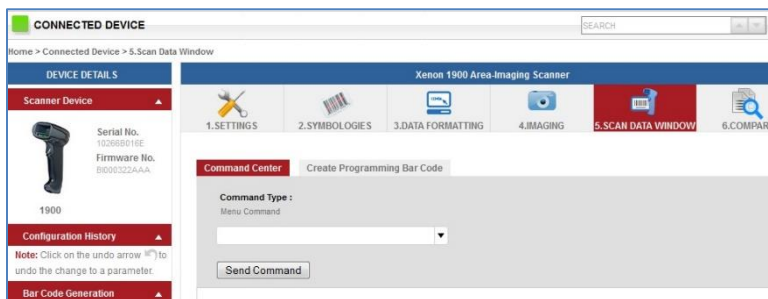 CONNECTED DEVICE
SEARCH
Home > Connected Device > 5.Scan Data Window
DEVICE DETAILS
Xenon 1900 Area-Imaging Scanner
Scanner Device
Serial No.
10266B016E
Firmware No.
BI000322AAA
1900
1.SETTINGS
2.SYMBOLOGIES
3.DATA FORMATTING
4.IMAGING
5.SCAN DATA WINDOW
6.COMPAR
Command Center
Create Programming Bar Code
Command Type :
Menu Command
Send Command
Configuration History
Note: Click on the undo arrow to
undo the change to a parameter.
Bar Code Generation